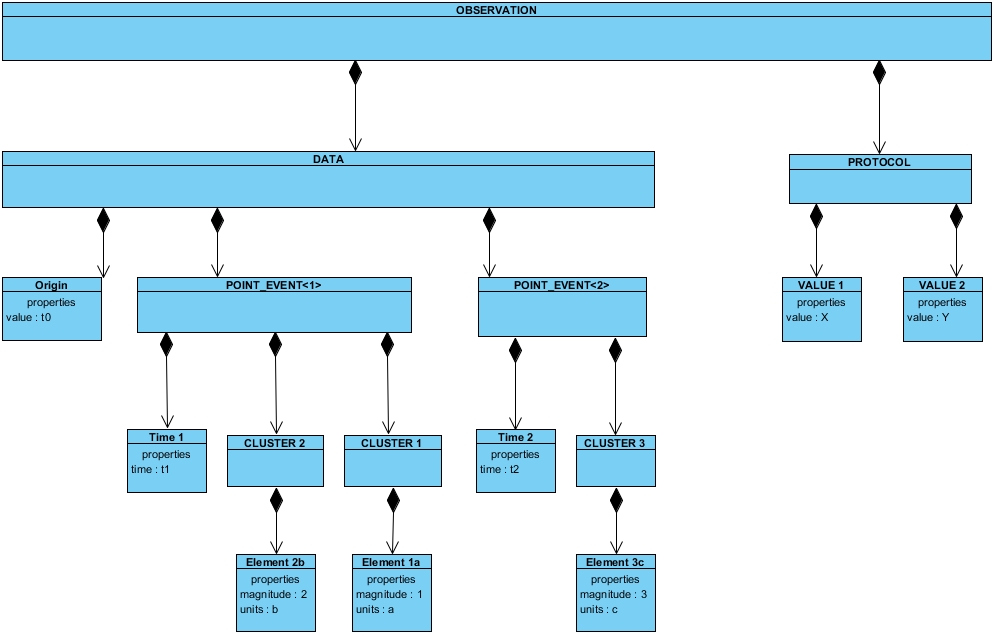 OBSERVATION
DATA
PROTOCOL
Origin
properties
value : t0
POINT_EVENT<1>
POINT_EVENT<2>
VALUE 1
properties
value : X
VALUE 2
properties
value : Y
Time 1
properties
time : t1
CLUSTER 2
CLUSTER 1
Time 2
properties
time : t2
CLUSTER 3
Element 2b
properties
magnitude : 2
units : b
Element 1a
properties
magnitude : 1
units : a
Element 3c
properties
magnitude : 3
units : c